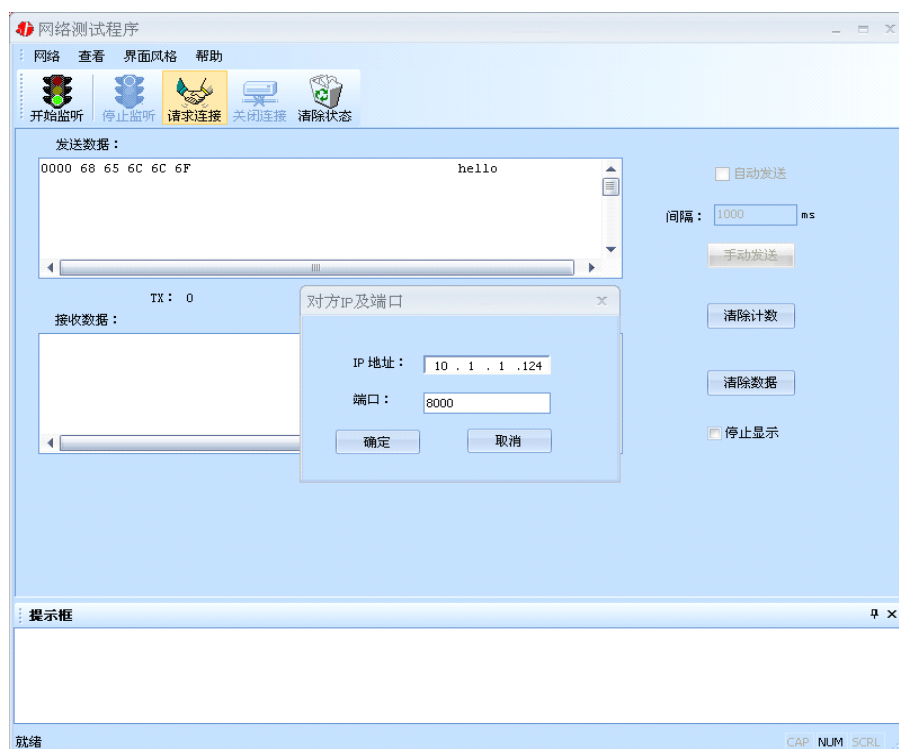 网络测试程序
网络 查看 界面风格 帮助
开始监听 停止监听 请求连接 关闭连接 清除状态
发送数据：
0000 68 65 6C 6C 6F hello
自动发送
间隔： 1000 ms
手动发送
TX： 0
接收数据：
对方IP及端口
IP 地址： 10 . 1 . 1 .124
端口： 8000
确定 取消
清除计数
清除数据
停止显示
提示框
就绪 CAP NUM SCRL